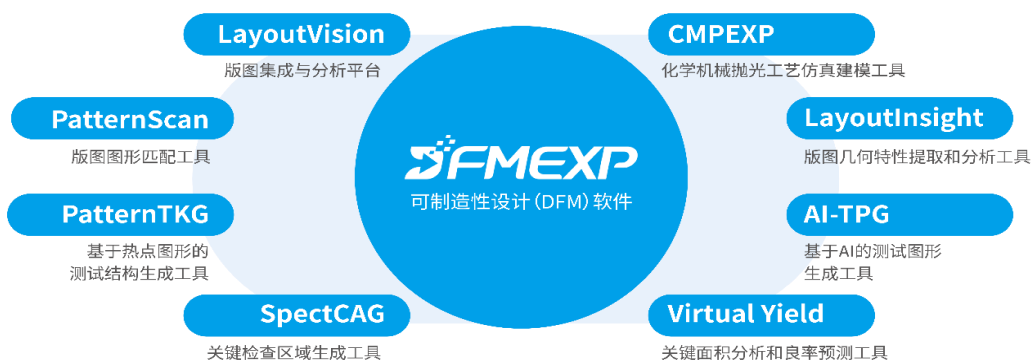 LayoutVision
版图集成与分析平台
PatternScan
版图图形匹配工具
PatternTKG
基于热点图形的
测试结构生成工具
SpectCAG
关键检查区域生成工具
DFMEXP
可制造性设计(DFM)软件
CMPEXP
化学机械抛光工艺仿真建模工具
LayoutInsight
版图几何特性提取和分析工具
AI-TPG
基于AI的测试图形
生成工具
Virtual Yield
关键面积分析和良率预测工具